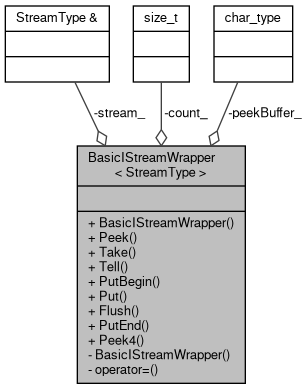 StreamType &
size_t
char_type
-stream_
-count_
-peekBuffer_
BasicIStreamWrapper
< StreamType >
+ BasicIStreamWrapper()
+ Peek()
+ Take()
+ Tell()
+ PutBegin()
+ Put()
+ Flush()
+ PutEnd()
+ Peek4()
- BasicIStreamWrapper()
- operator=()